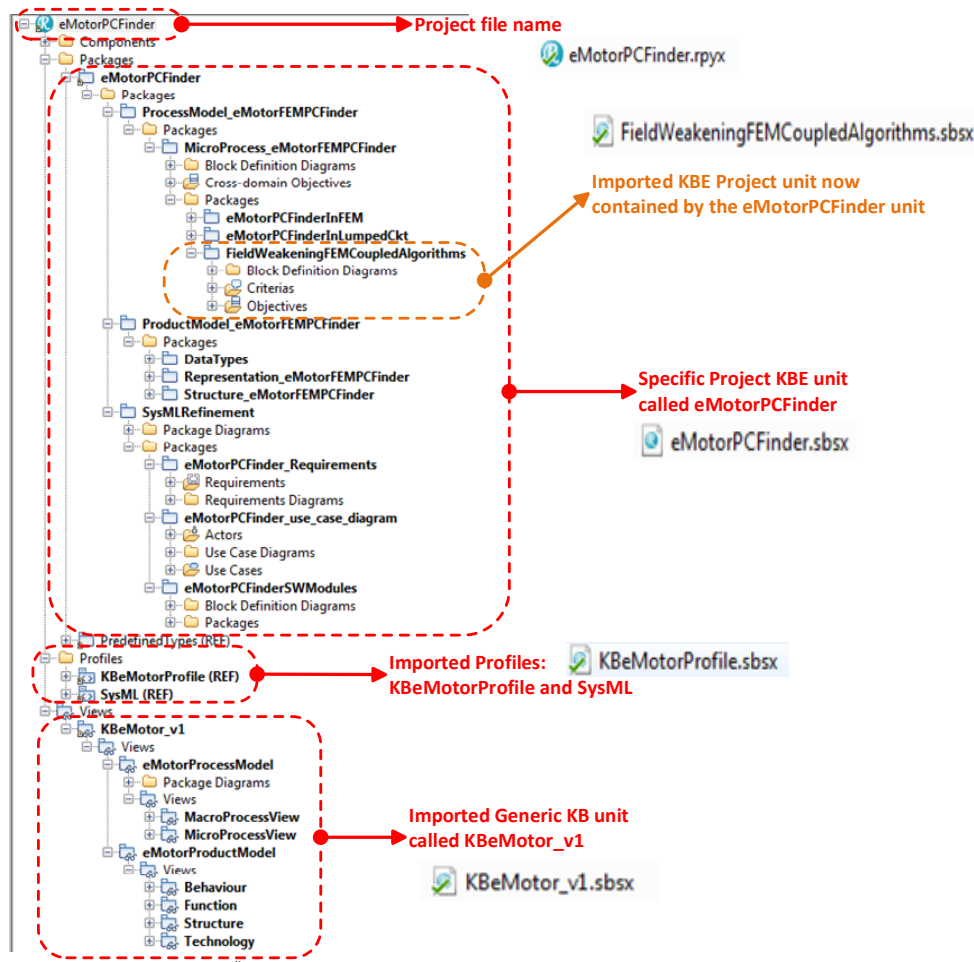 eMotorPCFinder
Project file name
Components
Packages
eMotorPCFinder.rpyx
eMotorPCFinder
Packages
ProcessModel_eMotorFEMPCFinder
Packages
FieldWeakeningFEMCoupledAlgorithms.sbsx
MicroProcess_eMotorFEMPCFinder
Block Definition Diagrams
Cross-domain Objectives
Packages
Imported KBE Project unit now
contained by the eMotorPCFinder unit
eMotorPCFinderInFEM
eMotorPCFinderInLumpedCkt
FieldWeakeningFEMCoupledAlgorithms
Block Definition Diagrams
Criterias
Objectives
ProductModel_eMotorFEMPCFinder
Packages
DataTypes
Representation_eMotorFEMPCFinder
Structure_eMotorFEMPCFinder
Specific Project KBE unit
called eMotorPCFinder
eMotorPCFinder.sbsx
SysMLRefinement
Package Diagrams
Packages
eMotorPCFinder_Requirements
Requirements
Requirements Diagrams
eMotorPCFinder_use_case_diagram
Actors
Use Case Diagrams
Use Cases
eMotorPCFinderSWModules
Block Definition Diagrams
Packages
PredefinedTypes (REF)
Profiles
KBeMotorProfile (REF)
SysML (REF)
Imported Profiles:
KBeMotorProfile and SysML
KBeMotorProfile.sbsx
Views
KBeMotor_v1
Views
eMotorProcessModel
Package Diagrams
Views
MacroProcessView
MicroProcessView
eMotorProductModel
Views
Behaviour
Function
Structure
Technology
Imported Generic KB unit
called KBeMotor_v1
KBeMotor_v1.sbsx